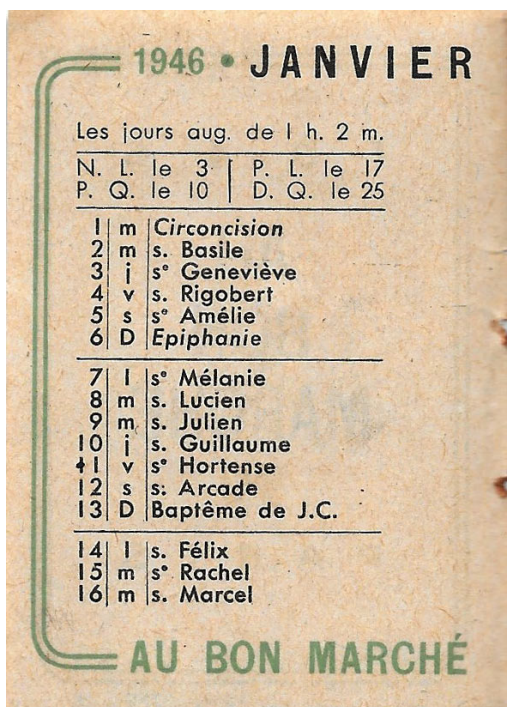 1946 • JANVIER
Les jours aug. de 1 h. 2 m.
N. L. le 3 P. L. le 17
P. Q. le 10 D. Q. le 25
1 m Circoncision
2 m s. Basile
3 j sᵉ Geneviève
4 v s. Rigobert
5 s sᵉ Amélie
6 D Epiphanie
7 l sᵉ Mélanie
8 m s. Lucien
9 m s. Julien
10 j s. Guillaume
11 v sᵉ Hortense
12 s s. Arcade
13 D Baptême de J.C.
14 l s. Félix
15 m sᵉ Rachel
16 m s. Marcel
AU BON MARCHÉ